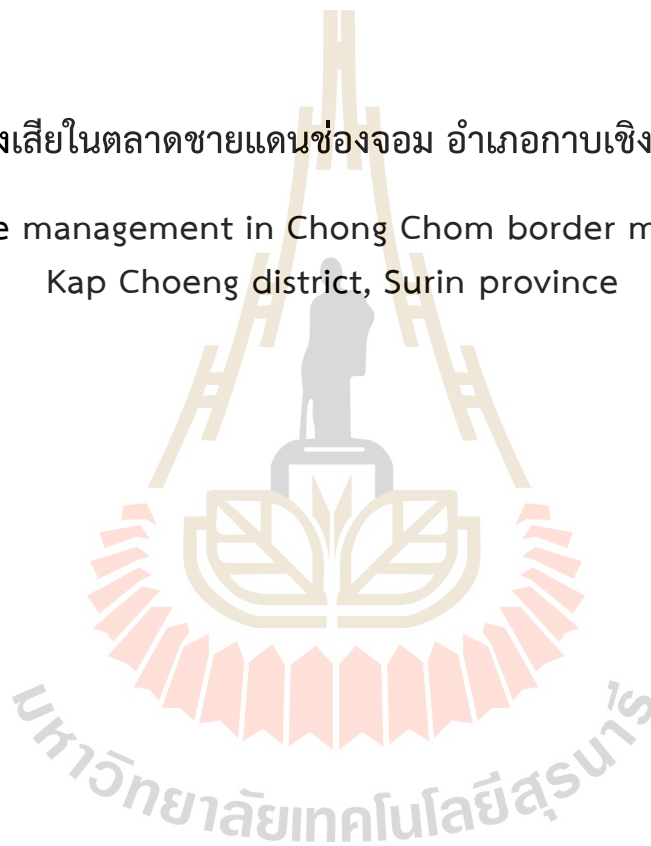 งเสียในตลาดชายแดนช่องจอม อำเภอกาบเชิง
e management in Chong Chom border m
Kap Choeng district, Surin province
มหาวิทยาลัยเทคโนโลยีสุรนารี